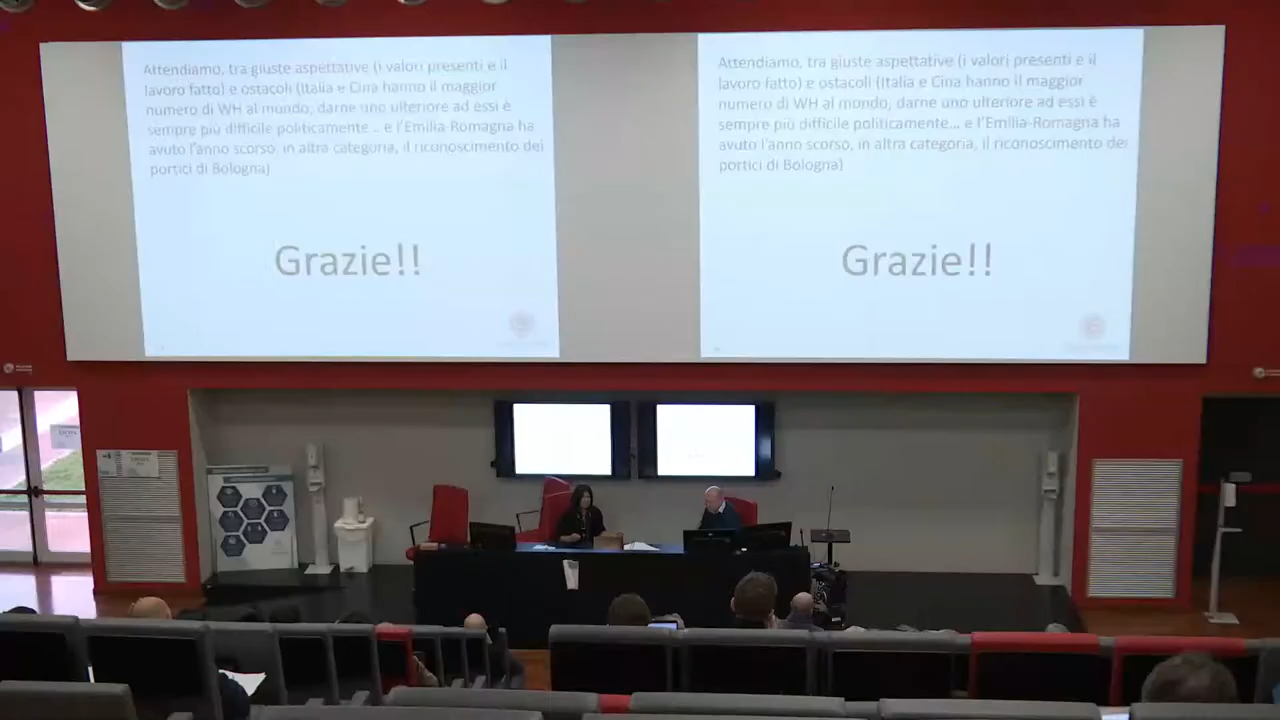 Attendiamo, tra giuste aspettative (i valori presenti e il
lavoro fatto) e ostacoli (Italia e Cina hanno il maggior
numero di WH al mondo, darne uno ulteriore ad essi è
sempre più difficile politicamente... e l'Emilia-Romagna ha
avuto l'anno scorso, in altra categoria, il riconoscimento dei
portici di Bologna)
Grazie!!
Attendiamo, tra giuste aspettative (i valori presenti e il
lavoro fatto) e ostacoli (Italia e Cina hanno il maggior
numero di WH al mondo, darne uno ulteriore ad essi è
sempre più difficile politicamente... e l'Emilia-Romagna ha
avuto l'anno scorso, in altra categoria, il riconoscimento dei
portici di Bologna)
Grazie!!